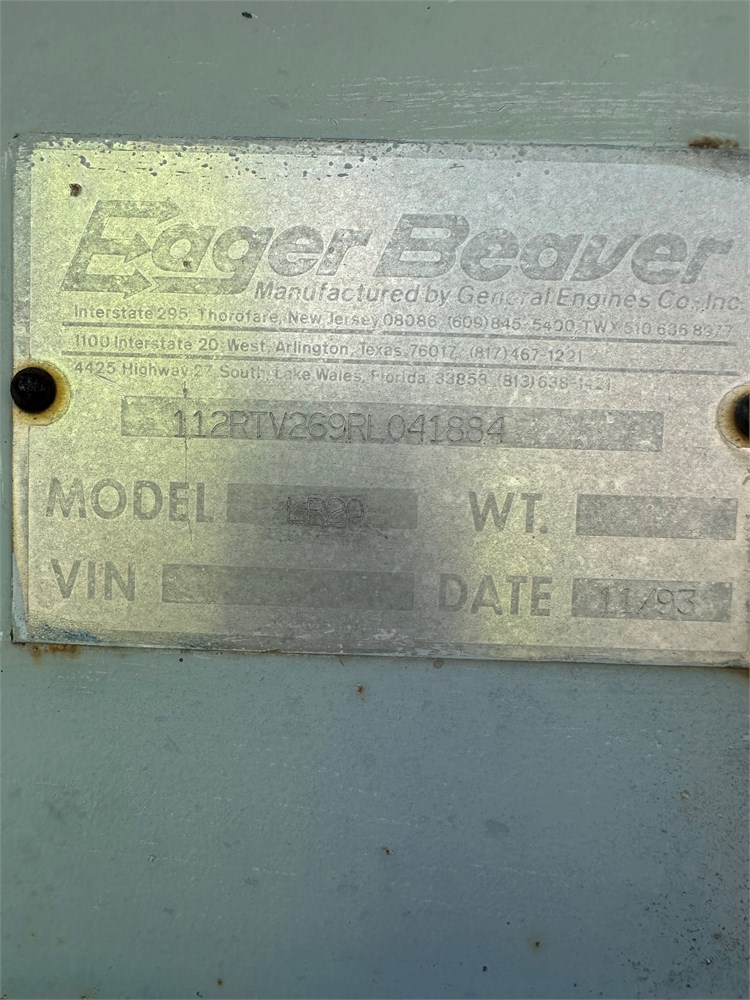 Eager Beaver
Manufactured by General Engines Co., Inc
Interstate 295, Thorofare, New Jersey, 08086, (609) 845-5400, TWX 510 635 8977
1100 Interstate 20 West, Arlington, Texas, 76017, (817) 467-1221
4425 Highway 27 South, Lake Wales, Florida 33853 (813) 638-1421
112RTV269RL041884
MODEL WT.
VIN DATE 11/93